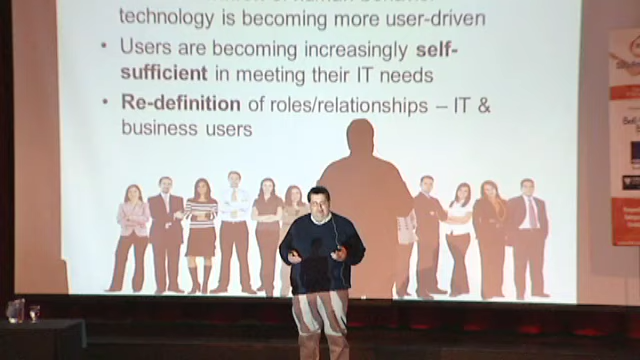 technology is becoming more user-driven
• Users are becoming increasingly self-
sufficient in meeting their IT needs
• Re-definition of roles/relationships – IT &
business users